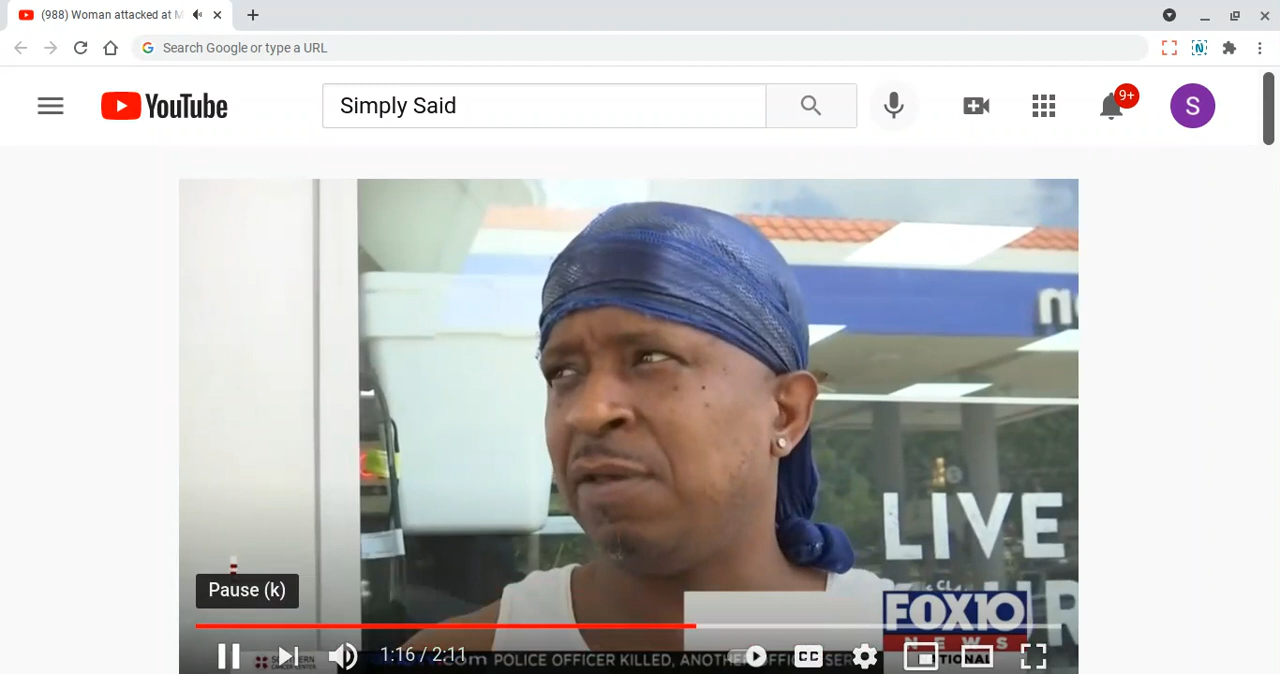 (988) Woman attacked at M
Search Google or type a URL
YouTube
Simply Said
9+
S
LIVE
Pause (k)
FOX10
NEWS
1:16 / 2:11
CC
POLICE OFFICER KILLED,